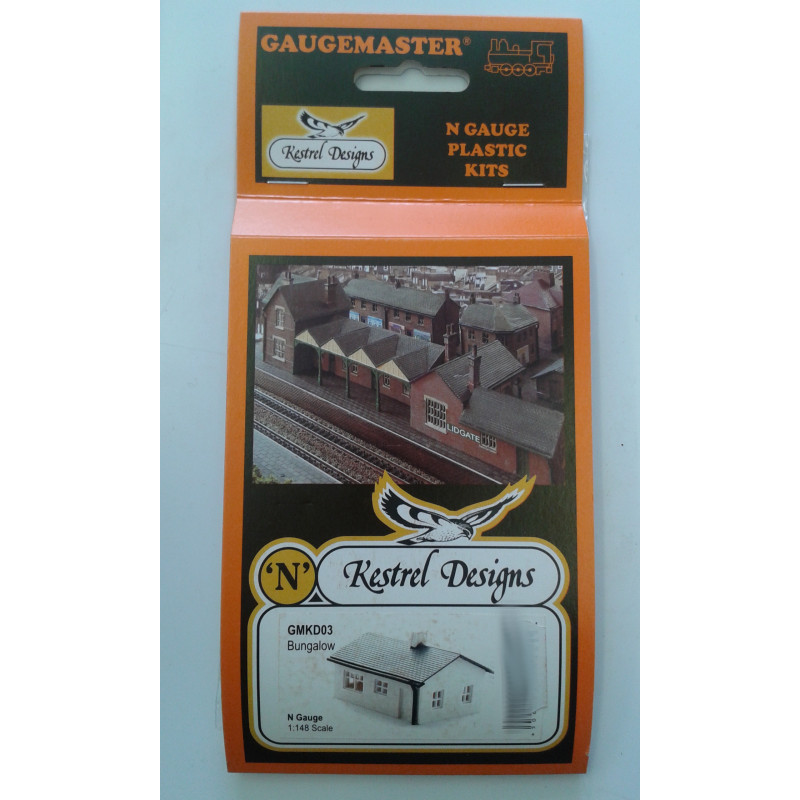 GAUGEMASTER®
Kestrel Designs
N GAUGE
PLASTIC
KITS
LIDGATE
'N'
Kestrel Designs
GMKD03
Bungalow
N Gauge
1:148 Scale